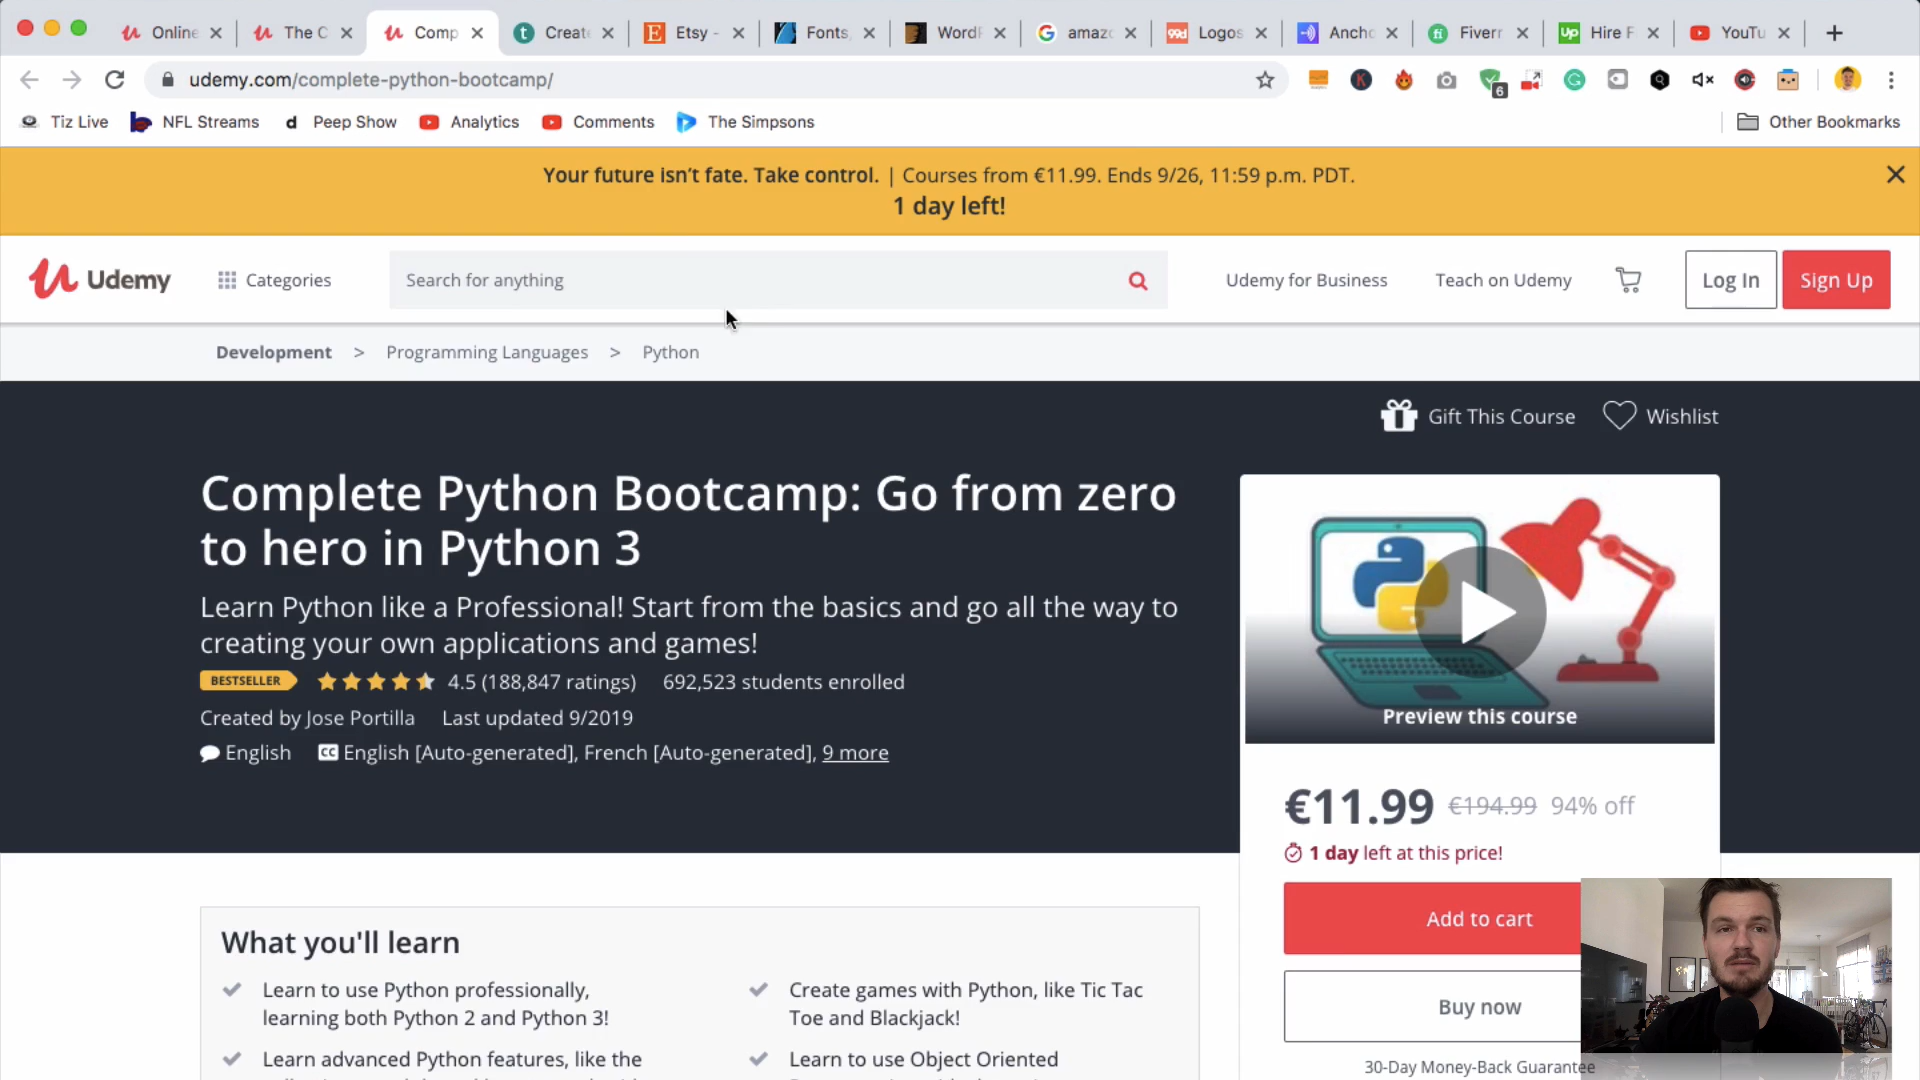 Online
The C
Comp
Create
Etsy -
Fonts,
WordP
amazo
99d
Logos
Ancho
fi
Fiverr
Up
Hire F
YouTu
udemy.com/complete-python-bootcamp/
6
Tiz Live
NFL Streams
d Peep Show
Analytics
Comments
The Simpsons
Other Bookmarks
Your future isn’t fate. Take control. | Courses from €11.99. Ends 9/26, 11:59 p.m. PDT.
1 day left!
Udemy
Categories
Search for anything
Udemy for Business
Teach on Udemy
Log In
Sign Up
Development > Programming Languages > Python
Gift This Course
Wishlist
Complete Python Bootcamp: Go from zero
to hero in Python 3
Learn Python like a Professional! Start from the basics and go all the way to
creating your own applications and games!
BESTSELLER 4.5 (188,847 ratings) 692,523 students enrolled
Created by Jose Portilla Last updated 9/2019
English CC English [Auto-generated], French [Auto-generated], 9 more
Preview this course
€11.99 €194.99 94% off
1 day left at this price!
Add to cart
Buy now
30-Day Money-Back Guarantee
What you'll learn
Learn to use Python professionally,
learning both Python 2 and Python 3!
Create games with Python, like Tic Tac
Toe and Blackjack!
Learn advanced Python features, like the
Learn to use Object Oriented